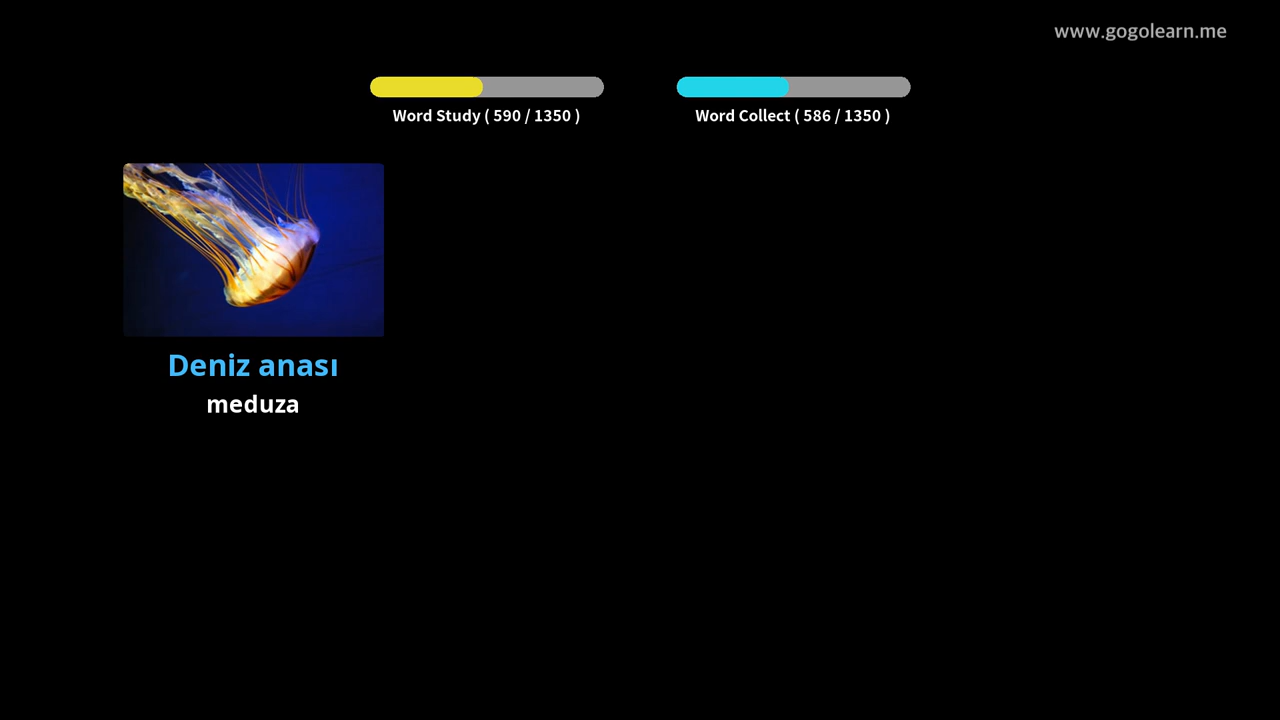 www.gogolearn.me
Word Study ( 590 / 1350 )
Word Collect ( 586 / 1350 )
Deniz anası
meduza